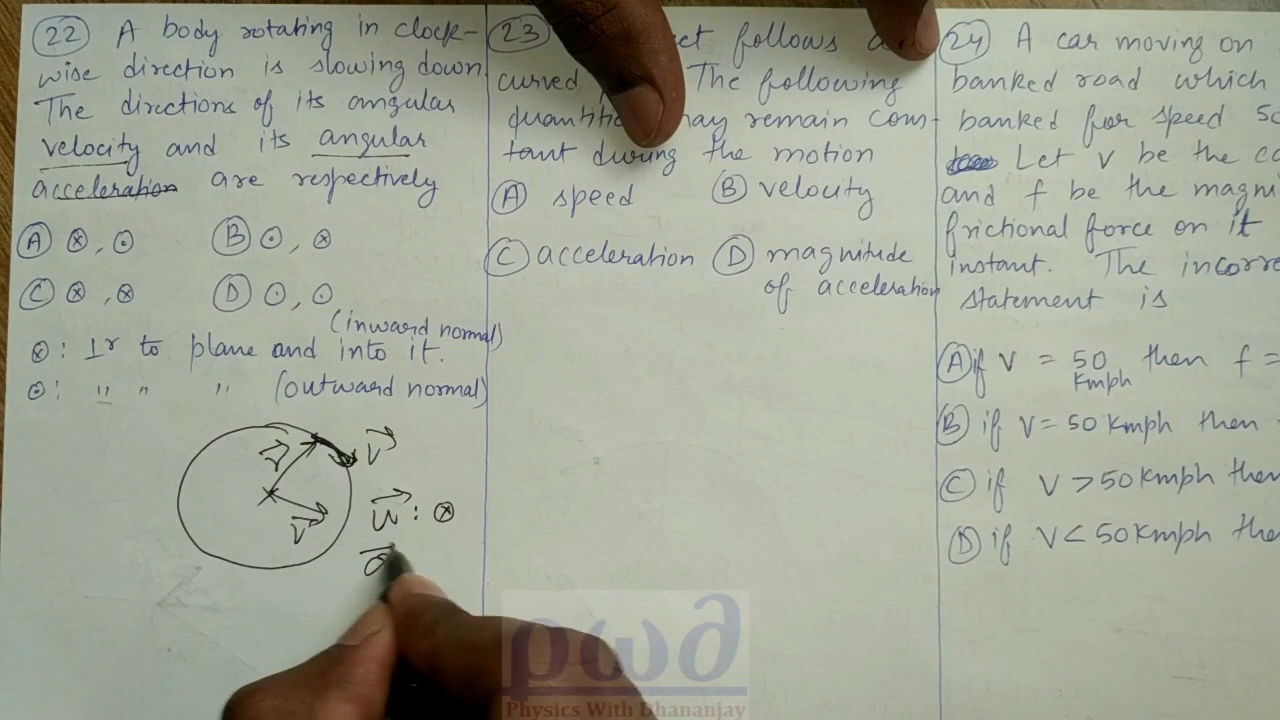 22 A body rotating in clock-
wise direction is slowing down
The directions of its angular
velocity and its angular
acceleration are respectively
A ⊗, ⊙ B ⊙, ⊗
C ⊗, ⊗ D ⊙, ⊙
(inward normal)
⊗: ⊥r to plane and into it.
⊙: " " " (outward normal)
r v
v
ω : ⊗
23 follows
curved The following
may remain cons-
tant during the motion
A speed B velocity
C acceleration D magnitude
of acceleration
24 A car moving on
banked road which
banked for speed
Let v be the
and f be the
frictional force on it
instant. The
statement is
A if v = 50 then f =
Kmph
B if v = 50 Kmph then
C if v > 50 Kmph then
D if v < 50 Kmph
ρω∂
Physics With Dhananjay